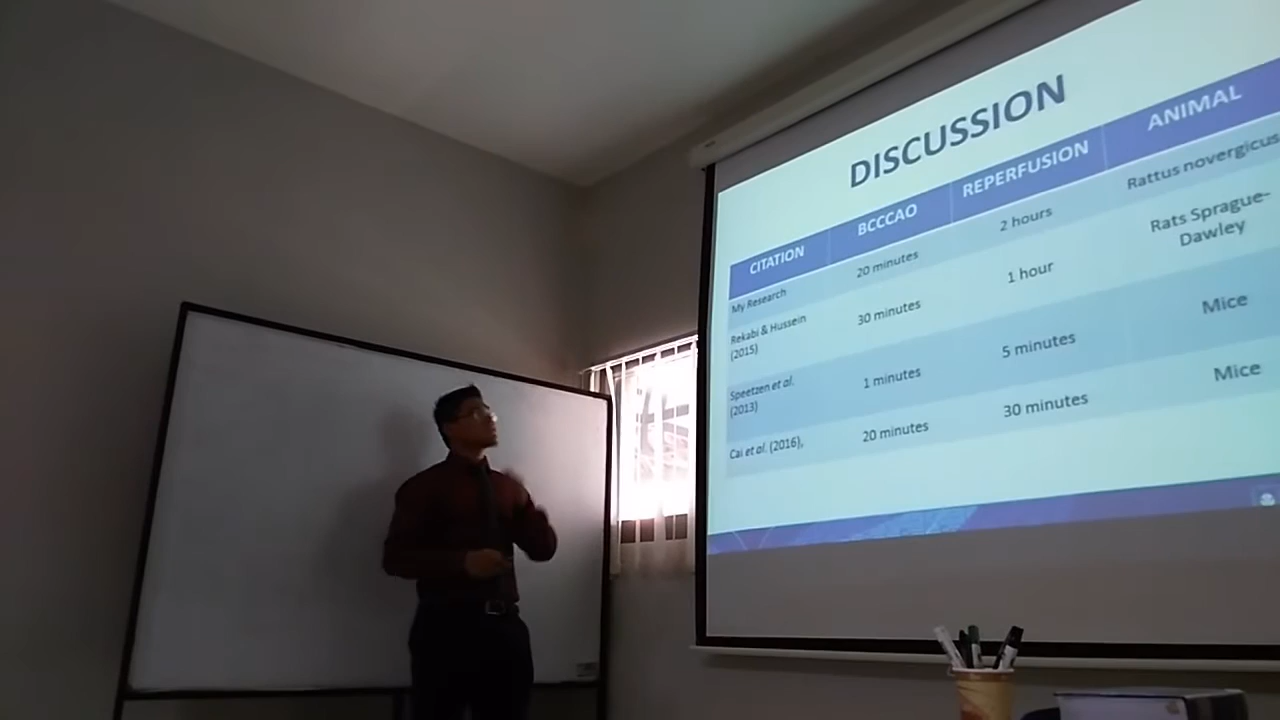 DISCUSSION
CITATION BCCCAO REPERFUSION ANIMAL
My Research 20 minutes 2 hours Rattus novergicus
Rekabi & Hussein (2015) 30 minutes 1 hour Rats Sprague-Dawley
Speetzen et al. (2013) 1 minutes 5 minutes Mice
Cai et al. (2016), 20 minutes 30 minutes Mice